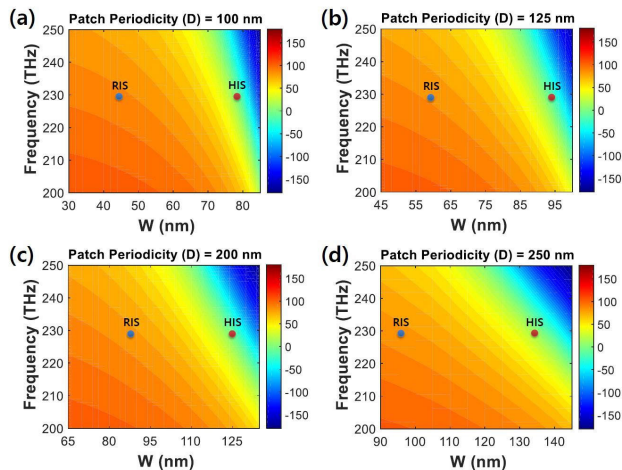 (a)
Patch Periodicity (D) = 100 nm
Frequency (THz)
250
240
230
220
210
200
RIS
HIS
30 40 50 60 70 80
W (nm)
150
100
50
0
-50
-100
-150
(b)
Patch Periodicity (D) = 125 nm
Frequency (THz)
250
240
230
220
210
200
RIS
HIS
45 55 65 75 85 95
W (nm)
150
100
50
0
-50
-100
-150
(c)
Patch Periodicity (D) = 200 nm
Frequency (THz)
250
240
230
220
210
200
RIS
HIS
65 85 95 115 125
W (nm)
150
100
50
0
-50
-100
-150
(d)
Patch Periodicity (D) = 250 nm
Frequency (THz)
250
240
230
220
210
200
RIS
HIS
90 100 110 120 130 140
W (nm)
150
100
50
0
-50
-100
-150